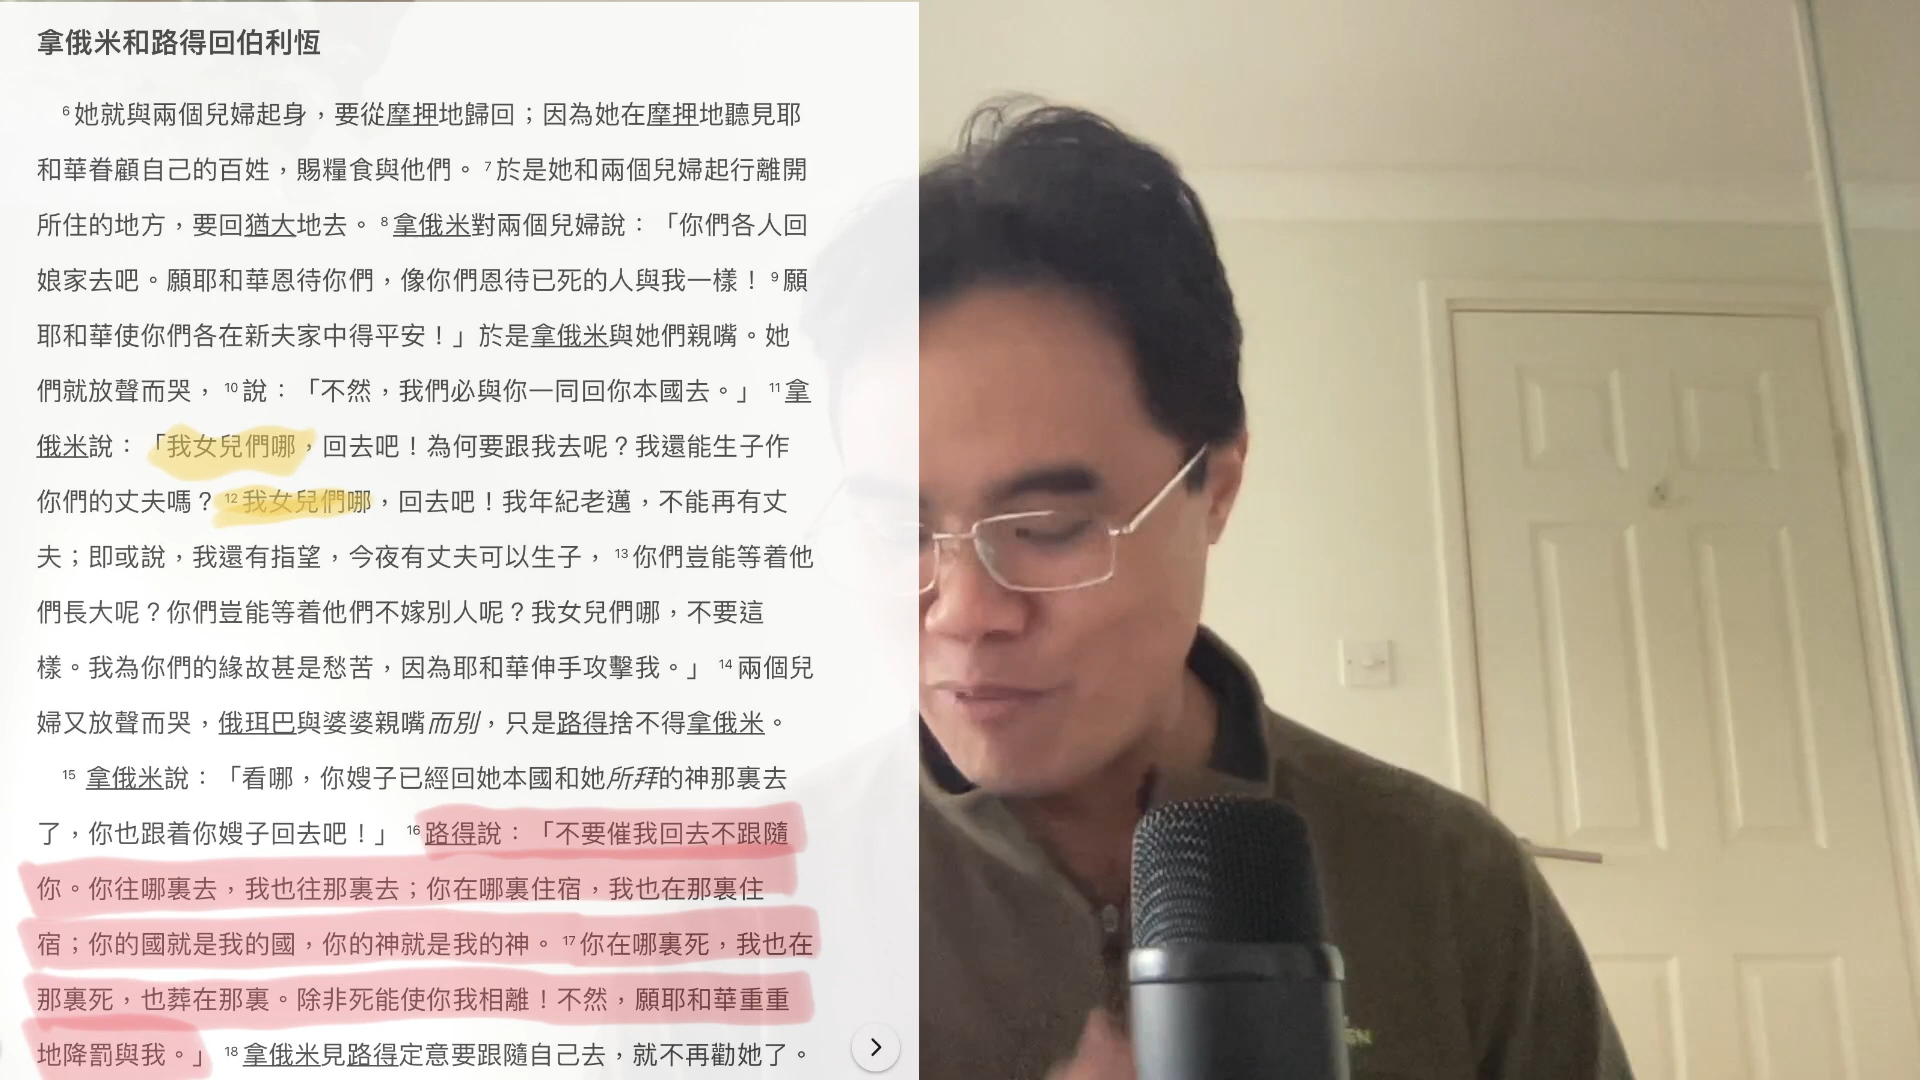 拿俄米和路得回伯利恆
6 她就與兩個兒婦起身，要從摩押地歸回；因為她在摩押地聽見耶
和華眷顧自己的百姓，賜糧食與他們。 7 於是她和兩個兒婦起行離開
所住的地方，要回猶大地去。 8 拿俄米對兩個兒婦說：「你們各人回
娘家去吧。願耶和華恩待你們，像你們恩待已死的人與我一樣！ 9 願
耶和華使你們各在新夫家中得平安！」於是拿俄米與她們親嘴。她
們就放聲而哭， 10 說：「不然，我們必與你一同回你本國去。」 11 拿
俄米說：「我女兒們哪，回去吧！為何要跟我去呢？我還能生子作
你們的丈夫嗎？ 12 我女兒們哪，回去吧！我年紀老邁，不能再有丈
夫；即或說，我還有指望，今夜有丈夫可以生子， 13 你們豈能等着他
們長大呢？你們豈能等着他們不嫁別人呢？我女兒們哪，不要這
樣。我為你們的緣故甚是愁苦，因為耶和華伸手攻擊我。」 14 兩個兒
婦又放聲而哭，俄珥巴與婆婆親嘴而別，只是路得捨不得拿俄米。
15 拿俄米說：「看哪，你嫂子已經回她本國和她所拜的神那裏去
了，你也跟着你嫂子回去吧！」 16 路得說：「不要催我回去不跟隨
你。你往哪裏去，我也往那裏去；你在哪裏住宿，我也在那裏住
宿；你的國就是我的國，你的神就是我的神。 17 你在哪裏死，我也在
那裏死，也葬在那裏。除非死能使你我相離！不然，願耶和華重重
地降罰與我。」 18 拿俄米見路得定意要跟隨自己去，就不再勸她了。